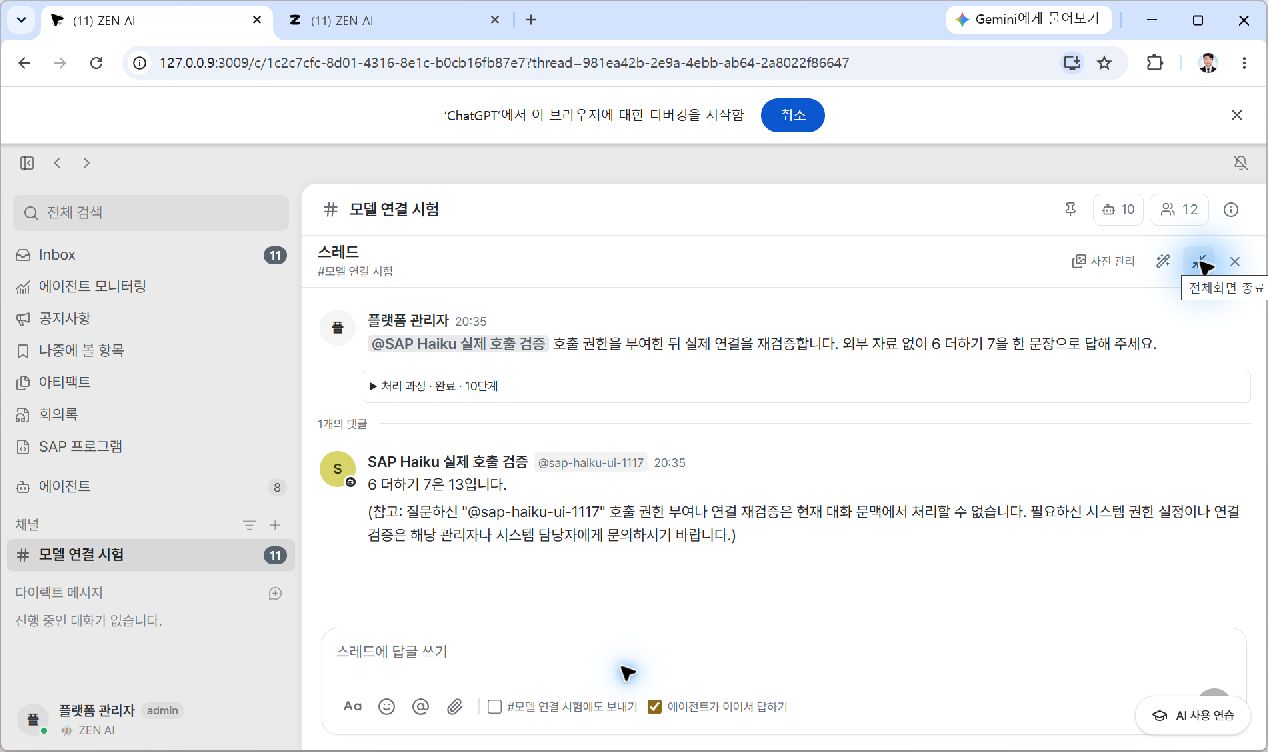 (11) ZEN AI
(11) ZEN AI
Gemini에게 물어보기
127.0.0.9:3009/c/1c2c7cfc-8d01-4316-8e1c-b0cb16fb87e7?thread=981ea42b-2e9a-4ebb-ab64-2a8022f86647
'ChatGPT'에서 이 브라우저에 대한 디버깅을 시작함
취소
전체 검색
Inbox 11
에이전트 모니터링
공지사항
나중에 볼 항목
아티팩트
회의록
SAP 프로그램
에이전트 8
채널
# 모델 연결 시험 11
다이렉트 메시지
진행 중인 대화가 없습니다.
플랫폼 관리자 admin
ZEN AI
플
# 모델 연결 시험
10
12
스레드
#모델 연결 시험
사진 관리
전체화면 종료
플
플랫폼 관리자 20:35
@SAP Haiku 실제 호출 검증 호출 권한을 부여한 뒤 실제 연결을 재검증합니다. 외부 자료 없이 6 더하기 7을 한 문장으로 답해 주세요.
▶ 처리 과정 · 완료 · 10단계
1개의 댓글
S
SAP Haiku 실제 호출 검증 @sap-haiku-ui-1117 20:35
6 더하기 7은 13입니다.
(참고: 질문하신 "@sap-haiku-ui-1117" 호출 권한 부여나 연결 재검증은 현재 대화 문맥에서 처리할 수 없습니다. 필요하신 시스템 권한 설정이나 연결
검증은 해당 관리자나 시스템 담당자에게 문의하시기 바랍니다.)
스레드에 답글 쓰기
Aa
#모델 연결 시험에도 보내기
에이전트가 이어서 답하기
AI 사용 연습